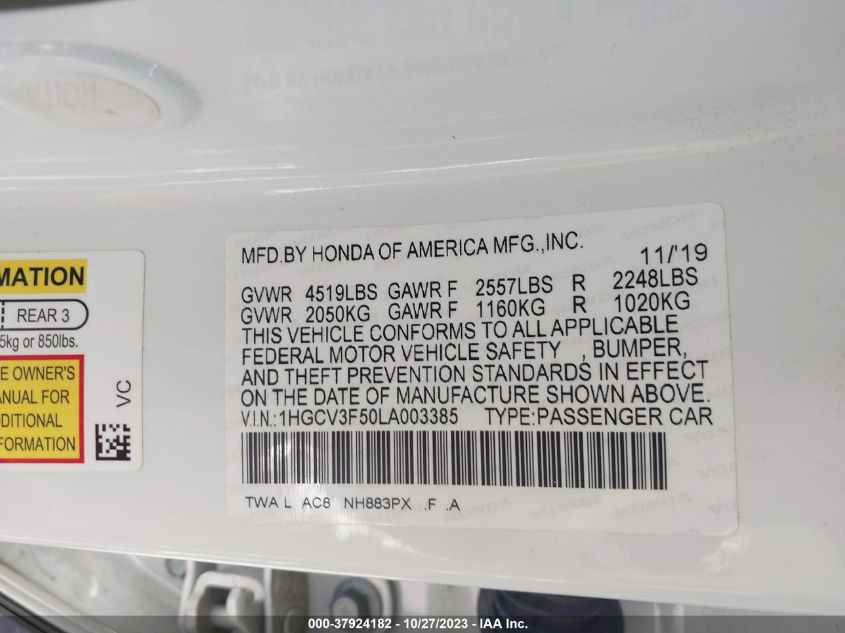 MFD.BY HONDA OF AMERICA MFG.,INC. 11/'19
GVWR 4519LBS GAWR F 2557LBS R 2248LBS
GVWR 2050KG GAWR F 1160KG R 1020KG
THIS VEHICLE CONFORMS TO ALL APPLICABLE
FEDERAL MOTOR VEHICLE SAFETY , BUMPER,
AND THEFT PREVENTION STANDARDS IN EFFECT
ON THE DATE OF MANUFACTURE SHOWN ABOVE.
V.I.N.:1HGCV3F50LA003385 TYPE:PASSENGER CAR
TWA L AC8 NH883PX .F .A
MATION
REAR 3
5kg or 850lbs.
E OWNER'S
ANUAL FOR
DDITIONAL
FORMATION
VC
000-37924182 - 10/27/2023 - IAA Inc.